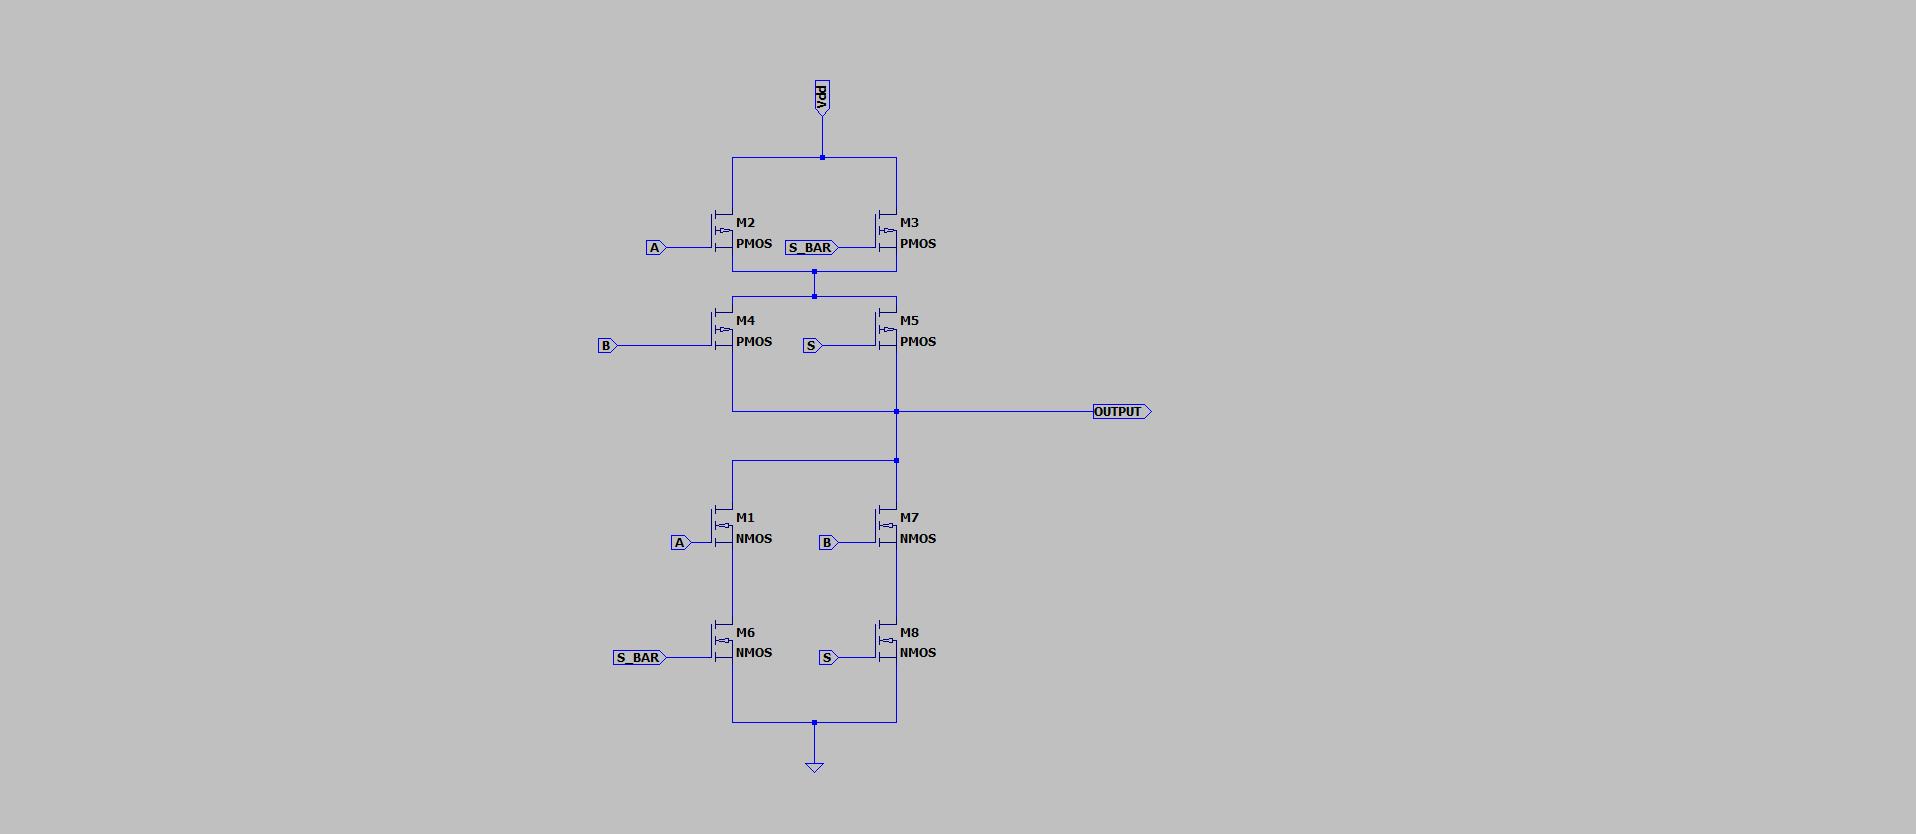 Vdd
M2
M3
A
PMOS
S_BAR
PMOS
M4
M5
B
PMOS
S
PMOS
OUTPUT
M1
M7
A
NMOS
B
NMOS
M6
M8
S_BAR
NMOS
S
NMOS